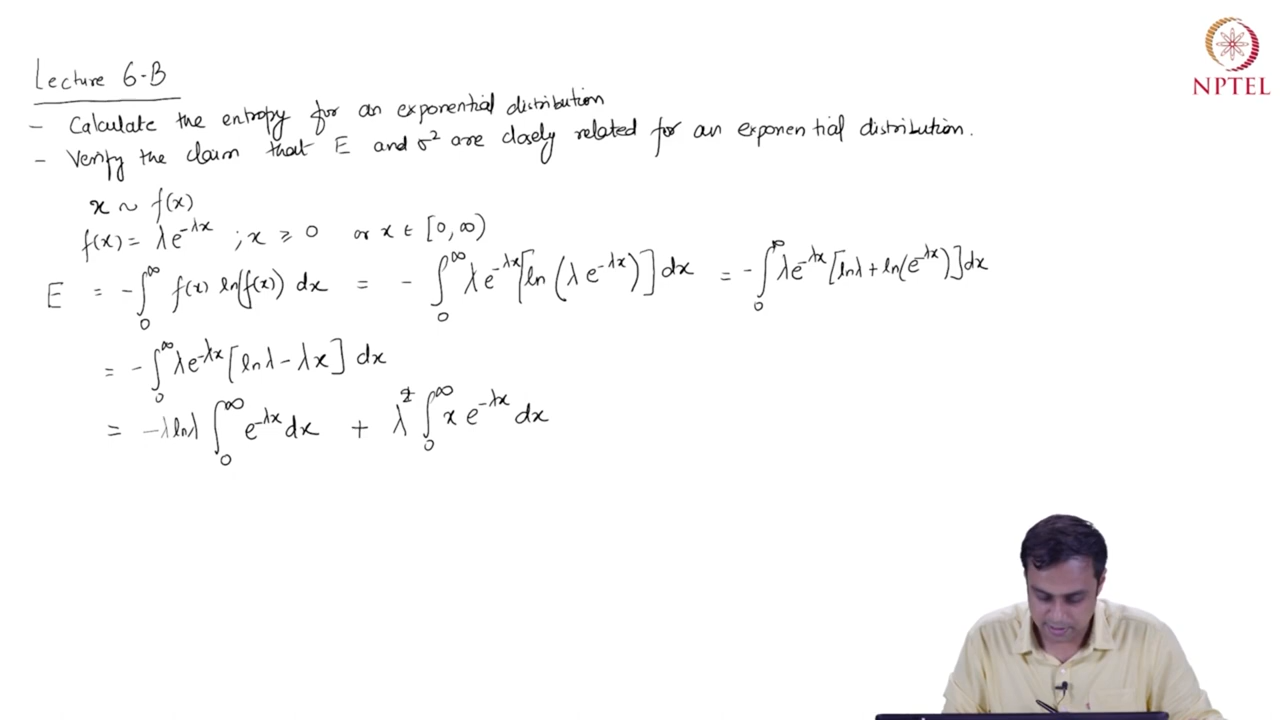 NPTEL
Lecture 6-B
- Calculate the entropy for an exponential distribution
- Verify the claim that E and σ² are closely related for an exponential distribution.
x ~ f(x)
f(x) = λe^{-λx} ; x ≥ 0 or x ∈ [0, ∞)
E = -∫₀^∞ f(x) ln(f(x)) dx = - ∫₀^∞ λe^{-λx}[ln(λe^{-λx})] dx = -∫₀^∞ λe^{-λx}[lnλ + ln(e^{-λx})]dx
= -∫₀^∞ λe^{-λx}[lnλ - λx] dx
= -λlnλ ∫₀^∞ e^{-λx} dx + λ² ∫₀^∞ x e^{-λx} dx